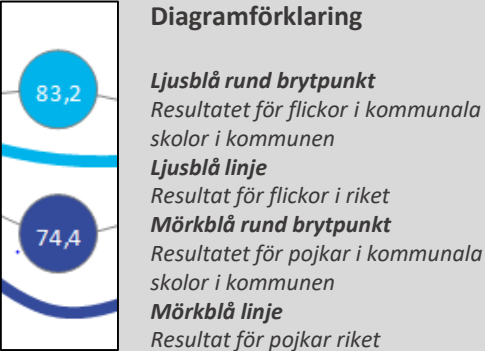 Diagramförklaring
83,2
74,4
Ljusblå rund brytpunkt
Resultatet för flickor i kommunala
skolor i kommunen
Ljusblå linje
Resultat för flickor i riket
Mörkblå rund brytpunkt
Resultatet för pojkar i kommunala
skolor i kommunen
Mörkblå linje
Resultat för pojkar riket